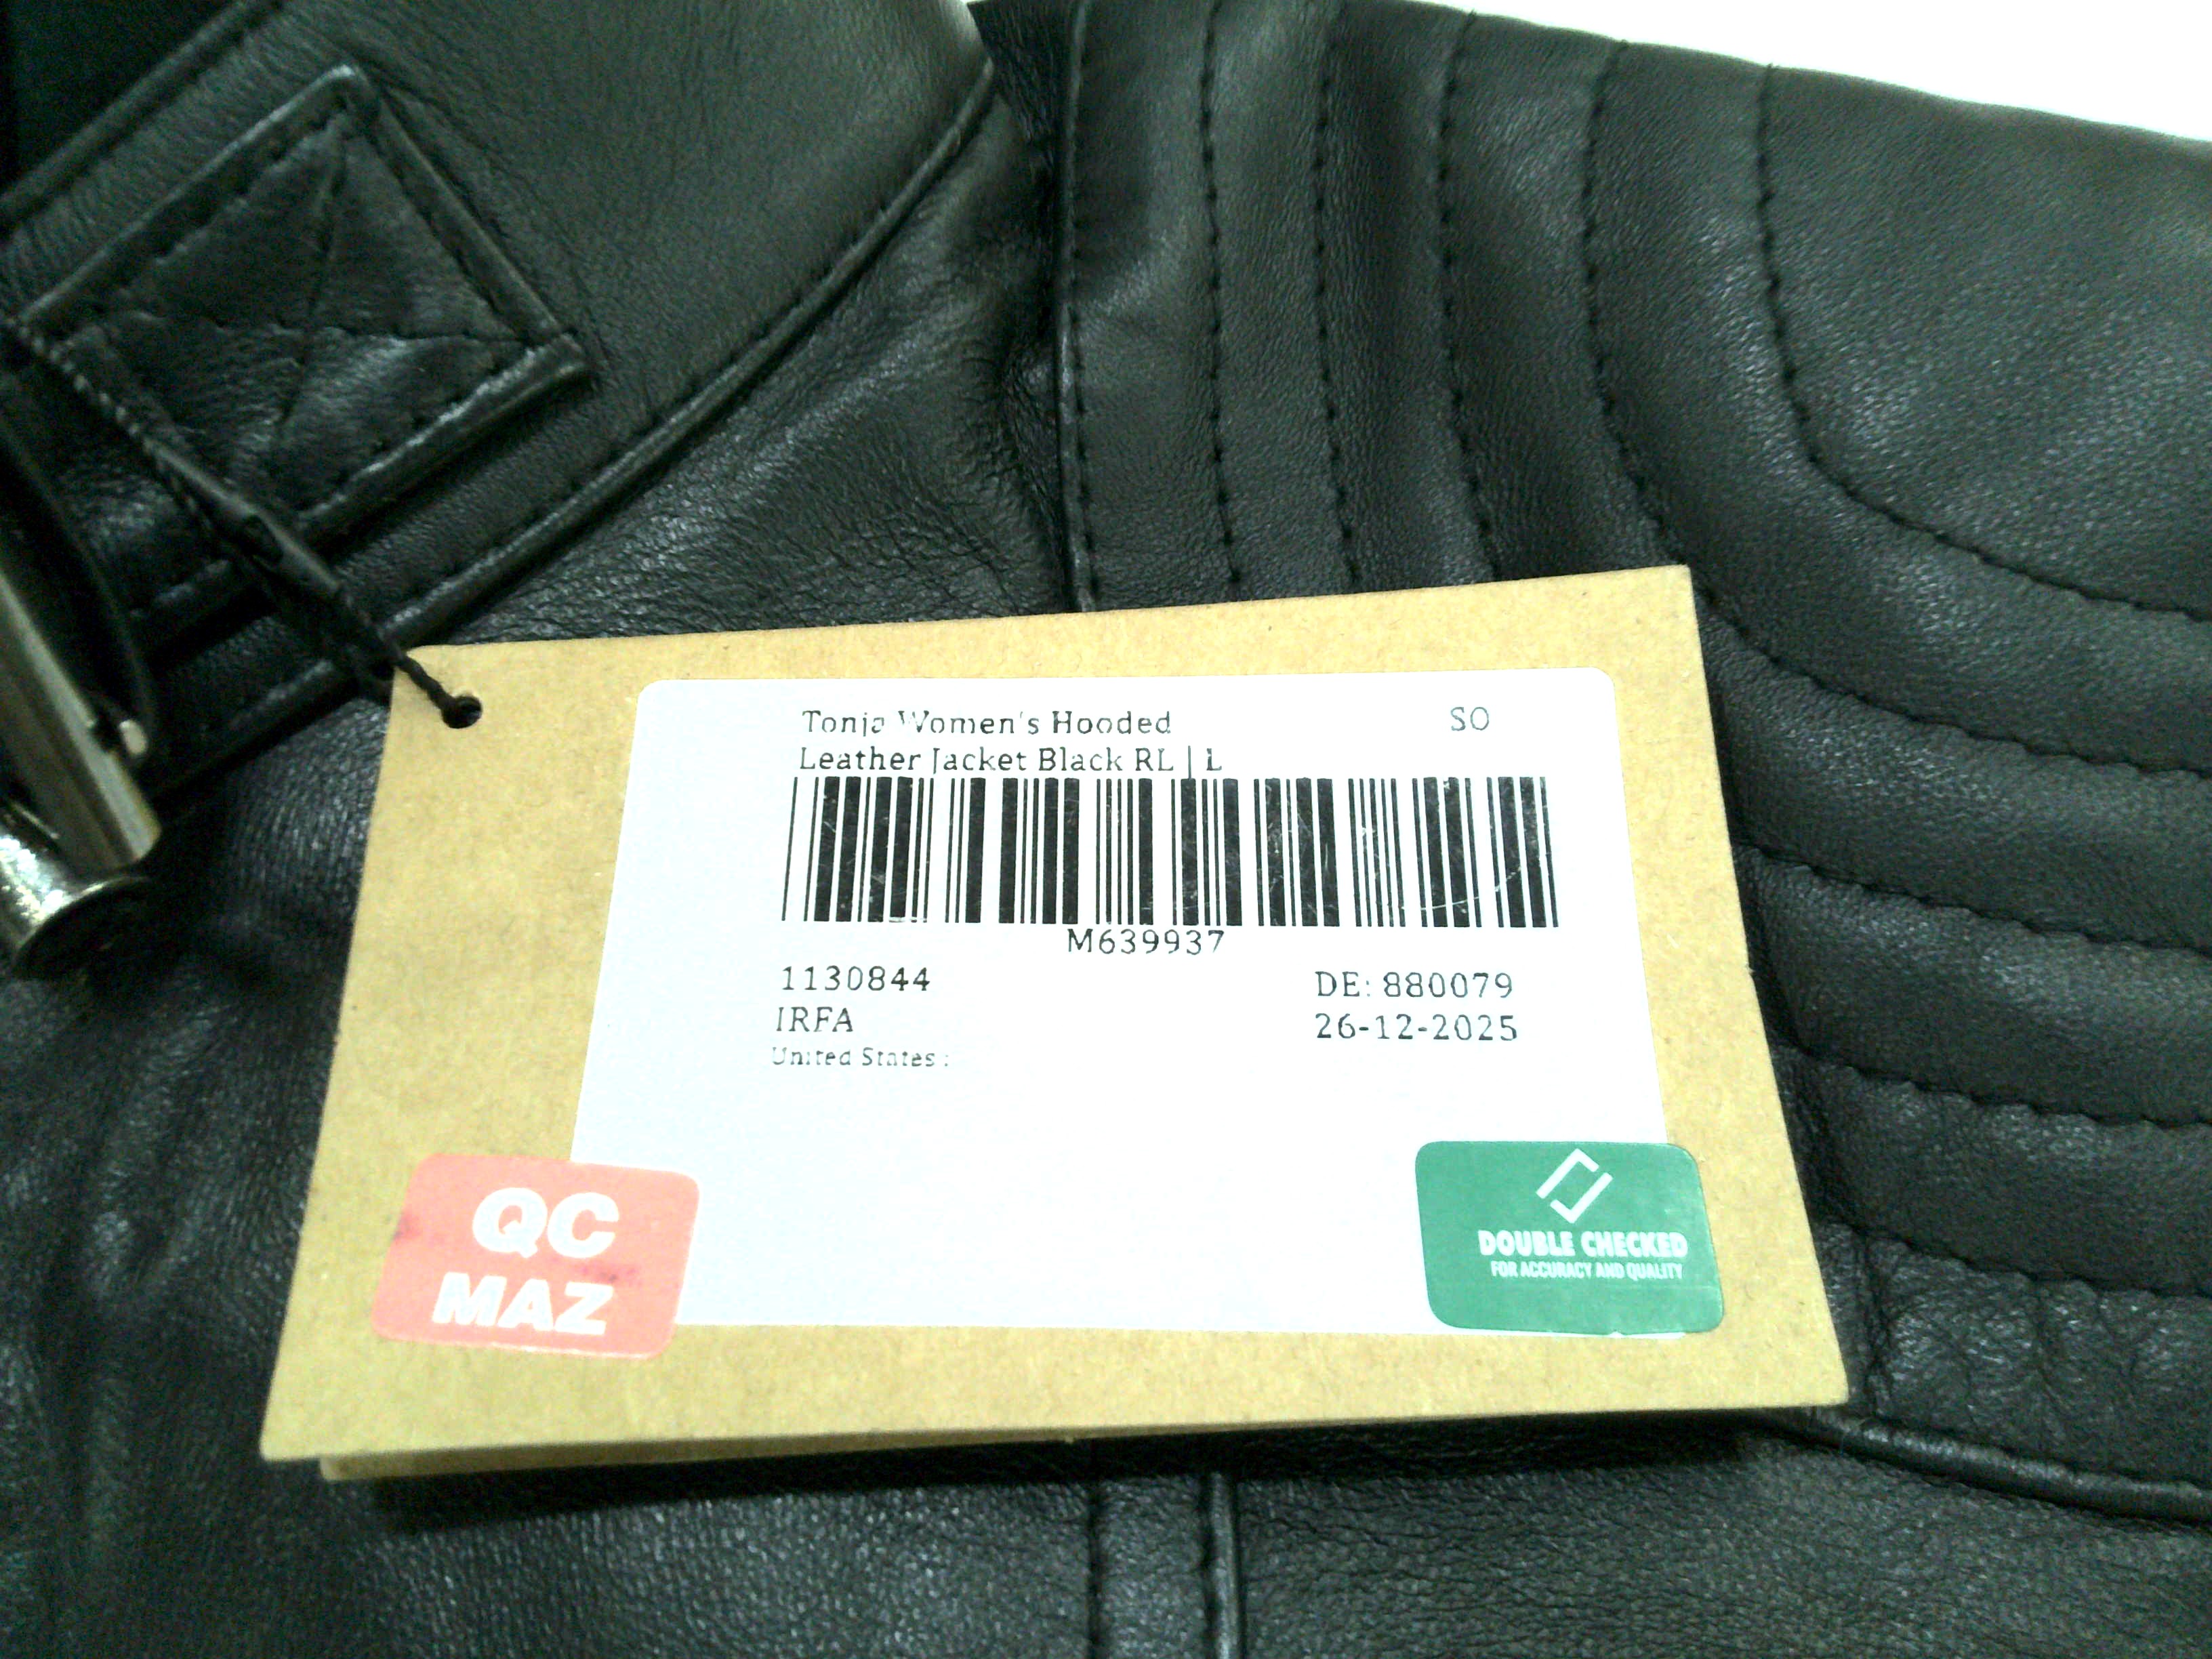 Tonja Women's Hooded SO
Leather Jacket Black RL | L
M639937
1130844 DE: 880079
IRFA 26-12-2025
United States :
QC
MAZ
DOUBLE CHECKED
FOR ACCURACY AND QUALITY